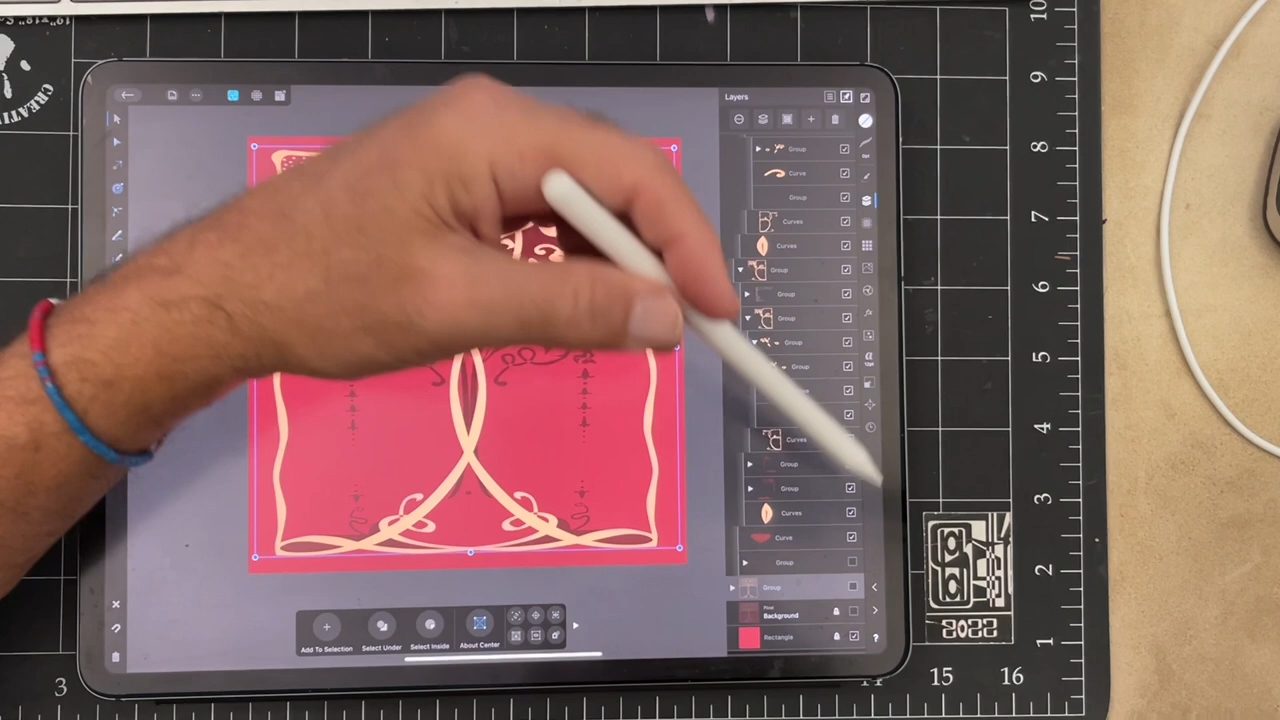 10
9
8
7
6
5
4
3
2
1
3
15
16
2022
Layers
Group
Curve
Group
Curves
Curves
Group
Group
Group
Group
Group
Curves
Group
Group
Curves
Curve
Group
Group
Pixel
Background
Rectangle
Add To Selection
Select Under
Select Inside
About Center
?